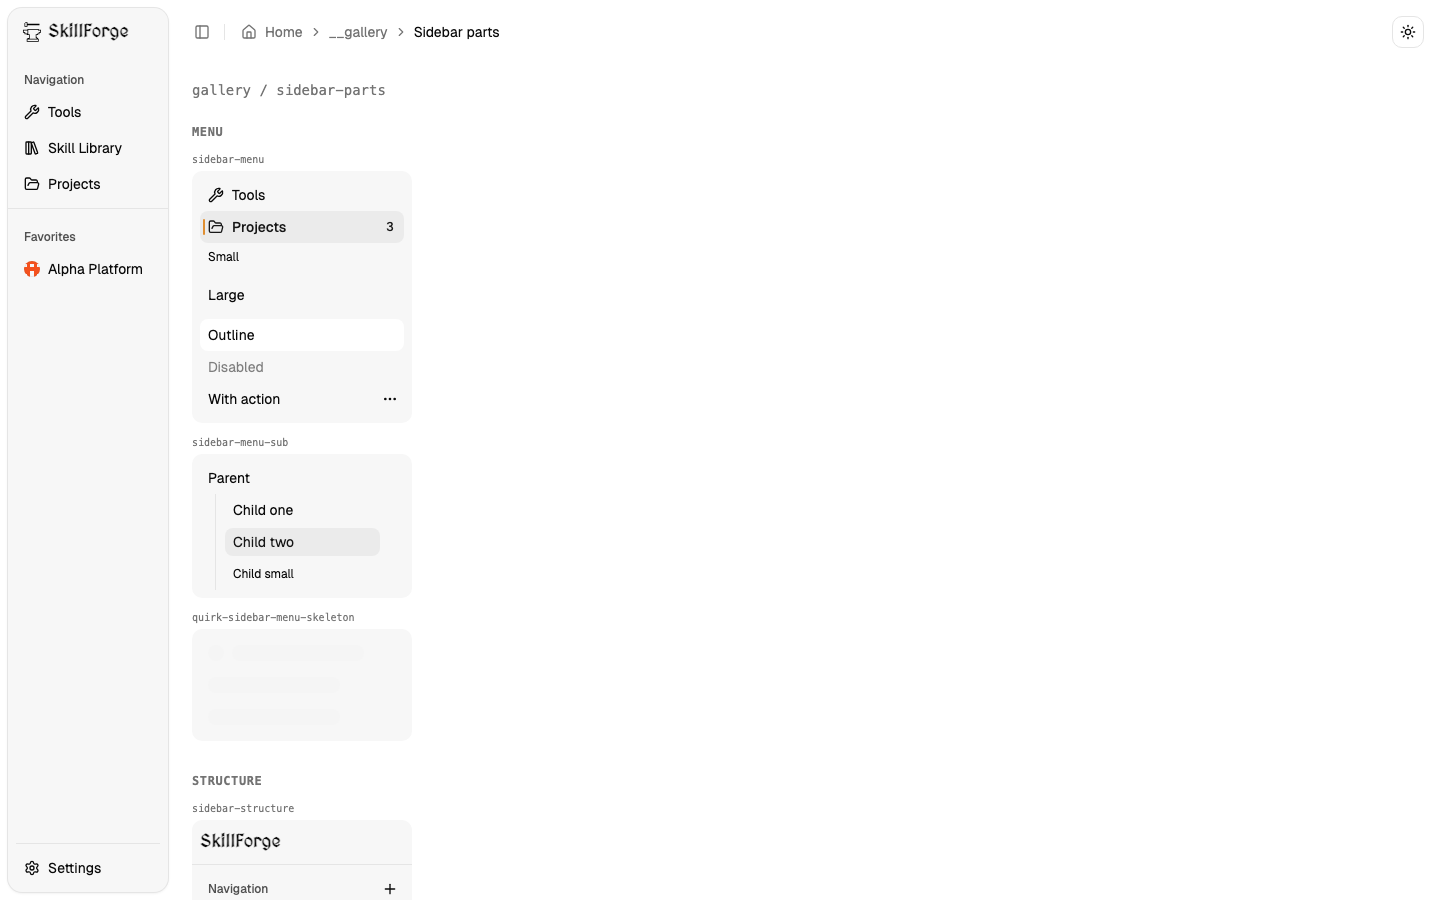 SkillForge
Navigation
Tools
Skill Library
Projects
Favorites
Alpha Platform
Settings
Home > __gallery > Sidebar parts
gallery / sidebar-parts
MENU
sidebar-menu
Tools
Projects 3
Small
Large
Outline
Disabled
With action
sidebar-menu-sub
Parent
Child one
Child two
Child small
quirk-sidebar-menu-skeleton
STRUCTURE
sidebar-structure
SkillForge
Navigation